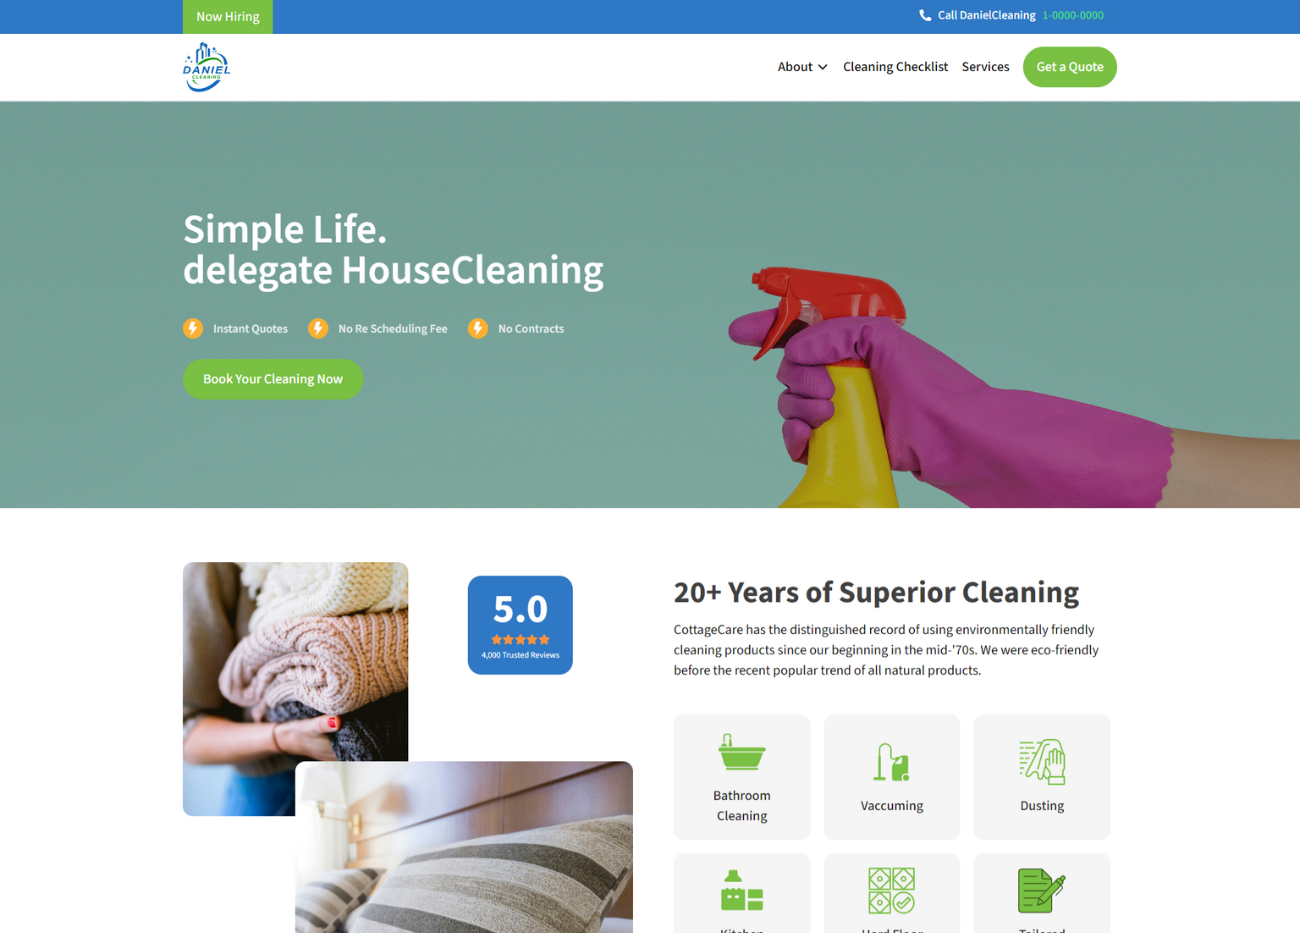 Now Hiring
Call DanielCleaning 1-0000-0000
DANIEL
CLEANING
About
Cleaning Checklist
Services
Get a Quote
Simple Life.
delegate HouseCleaning
Instant Quotes
No Re Scheduling Fee
No Contracts
Book Your Cleaning Now
5.0
4,000 Trusted Reviews
20+ Years of Superior Cleaning
CottageCare has the distinguished record of using environmentally friendly
cleaning products since our beginning in the mid-'70s. We were eco-friendly
before the recent popular trend of all natural products.
Bathroom
Cleaning
Vaccuming
Dusting
Kitchen
Hard Floor
Tailored